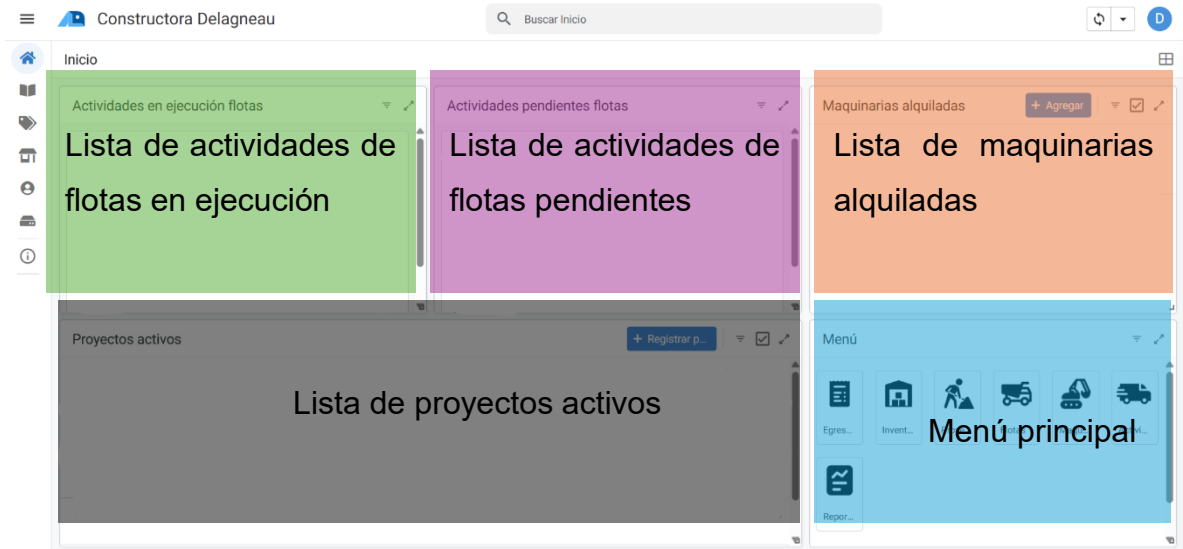 Constructora Delagneau
Buscar Inicio
D
Inicio
Actividades en ejecución flotas
Lista de actividades de
flotas en ejecución
Actividades pendientes flotas
Lista de actividades de
flotas pendientes
Maquinarias alquiladas
+ Agregar
Lista de maquinarias
alquiladas
Proyectos activos
+ Registrar p...
Lista de proyectos activos
Menú
Egres...
Invent...
Flotas
Menú principal
Repor...